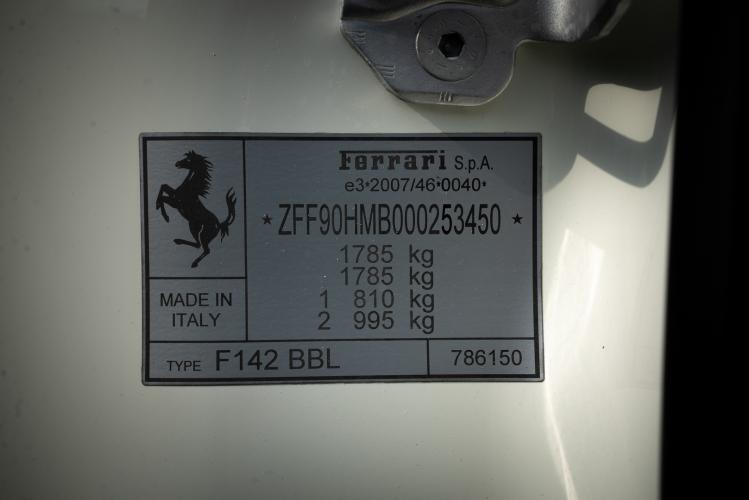 Ferrari S.p.A.
e3*2007/46*0040*
★ ZFF90HMB000253450 ★
1785 kg
1785 kg
1 810 kg
2 995 kg
MADE IN
ITALY
TYPE F142 BBL
786150